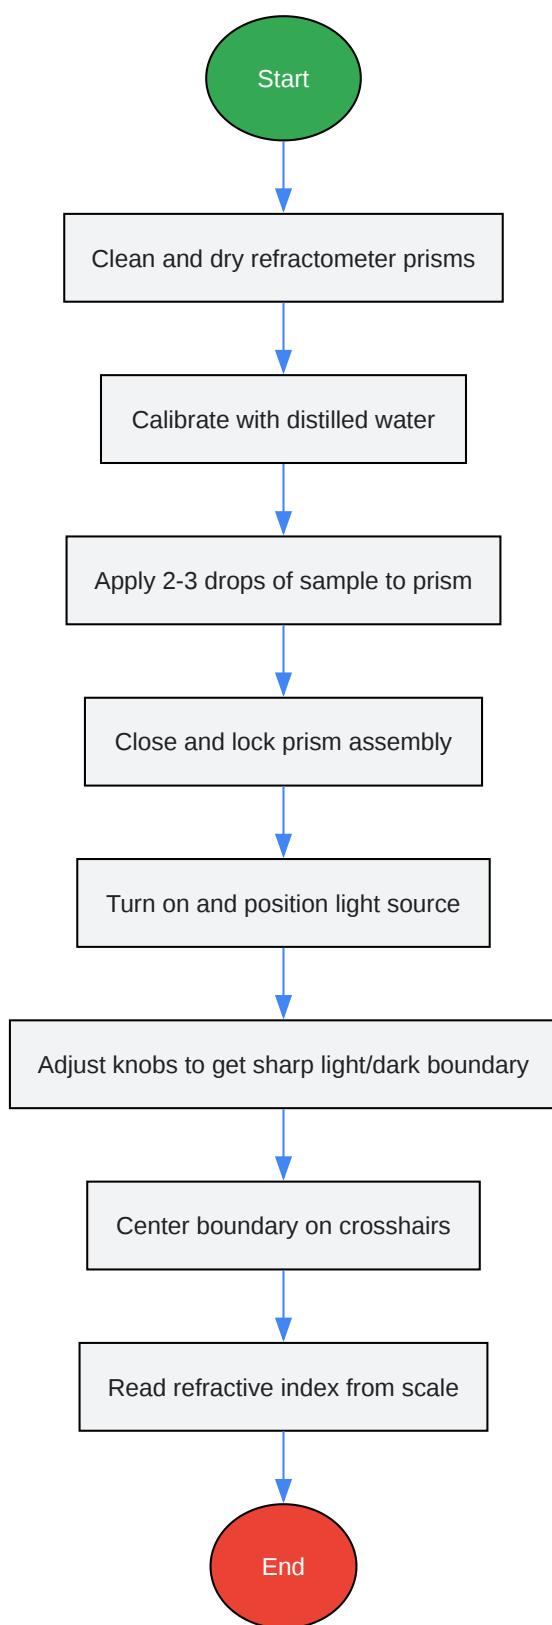 Start
Clean and dry refractometer prisms
Calibrate with distilled water
Apply 2-3 drops of sample to prism
Close and lock prism assembly
Turn on and position light source
Adjust knobs to get sharp light/dark boundary
Center boundary on crosshairs
Read refractive index from scale
End